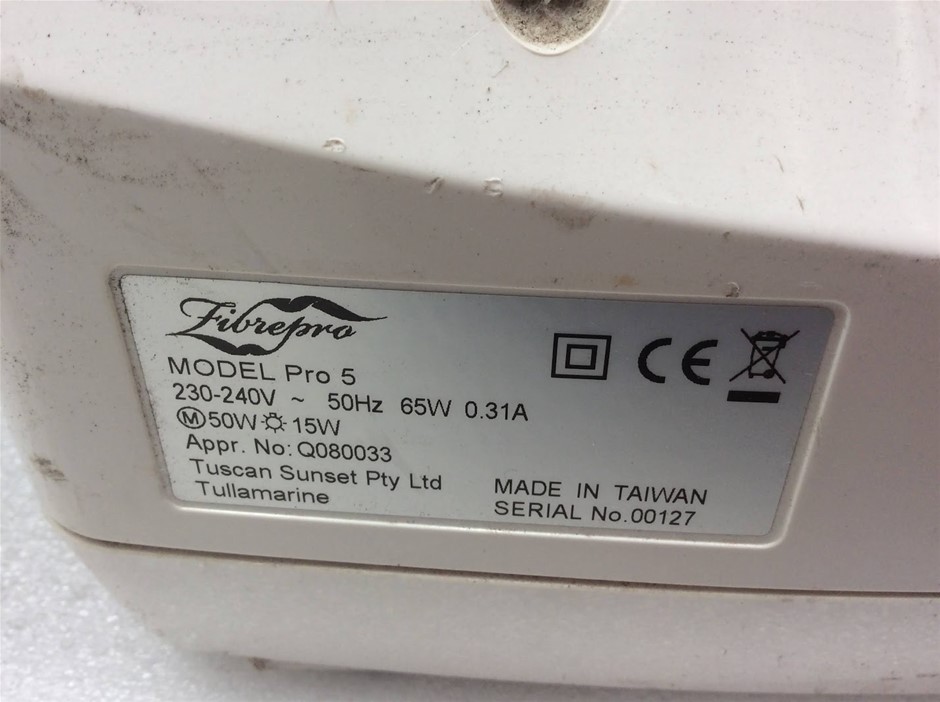 Fibrepro
MODEL Pro 5
230-240V ~ 50Hz 65W 0.31A
Ⓜ50W☼15W
Appr. No: Q080033
Tuscan Sunset Pty Ltd
Tullamarine
CE
MADE IN TAIWAN
SERIAL No.00127